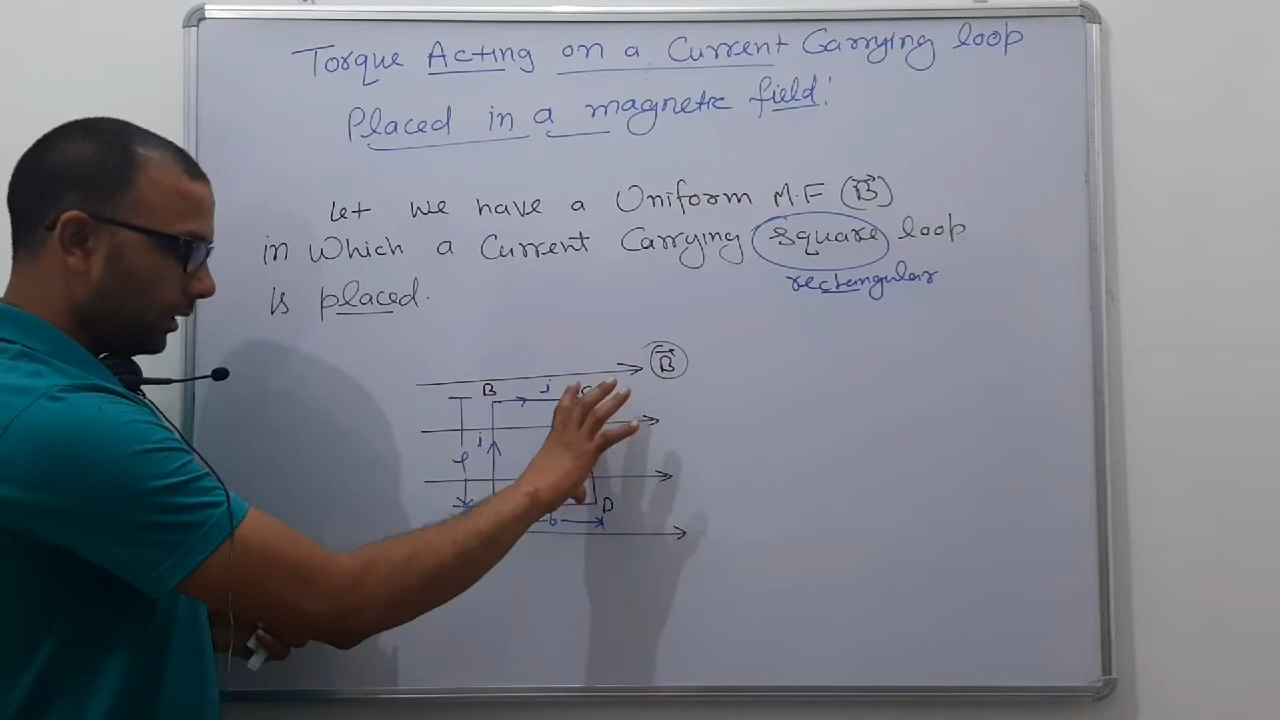 Torque Acting on a Current Carrying loop
Placed in a magnetic field:
Let we have a Uniform M.F (B⃗)
in Which a Current Carrying square loop
rectangular
is placed.
B⃗
B i C
i
l
D
b